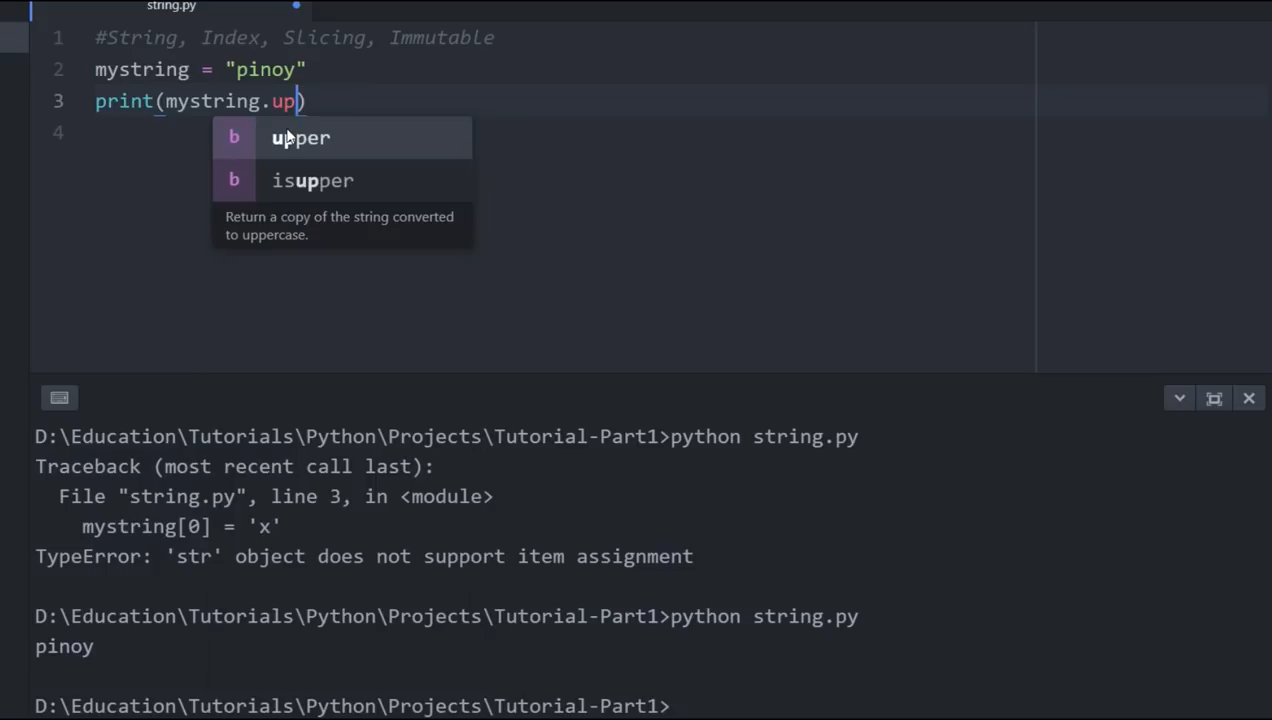 string.py
1 #String, Index, Slicing, Immutable
2 mystring = "pinoy"
3 print(mystring.up)
4
b upper
b isupper
Return a copy of the string converted
to uppercase.
D:\Education\Tutorials\Python\Projects\Tutorial-Part1>python string.py
Traceback (most recent call last):
  File "string.py", line 3, in <module>
    mystring[0] = 'x'
TypeError: 'str' object does not support item assignment
D:\Education\Tutorials\Python\Projects\Tutorial-Part1>python string.py
pinoy
D:\Education\Tutorials\Python\Projects\Tutorial-Part1>